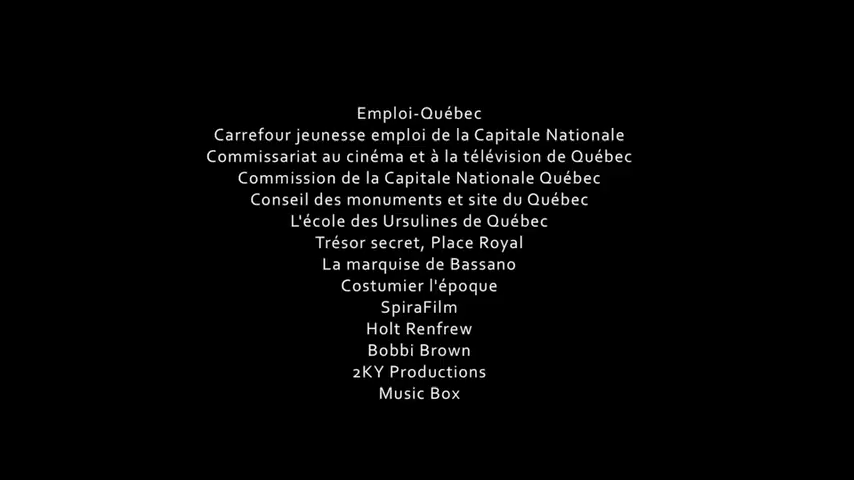 Emploi-Québec
Carrefour jeunesse emploi de la Capitale Nationale
Commissariat au cinéma et à la télévision de Québec
Commission de la Capitale Nationale Québec
Conseil des monuments et site du Québec
L'école des Ursulines de Québec
Trésor secret, Place Royal
La marquise de Bassano
Costumier l'époque
SpiraFilm
Holt Renfrew
Bobbi Brown
2KY Productions
Music Box